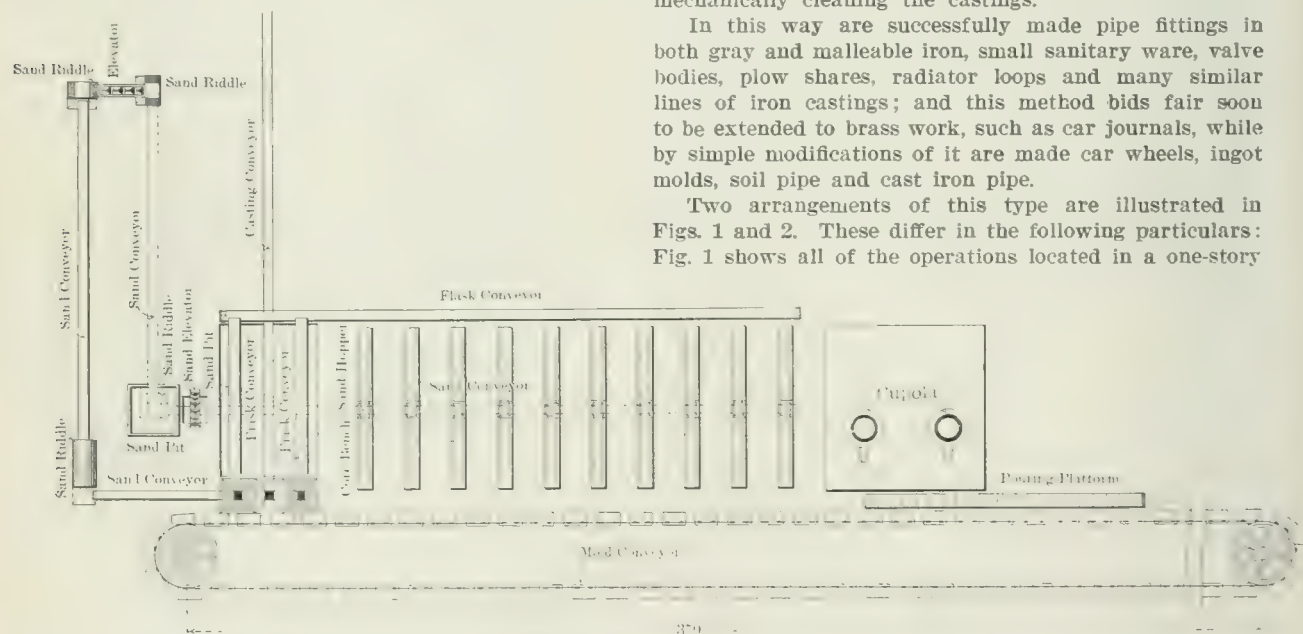 mechanically cleaning the castings.
In this way are successfully made pipe fittings in
both gray and malleable iron, small sanitary ware, valve
bodies, plow shares, radiator loops and many similar
lines of iron castings; and this method bids fair soon
to be extended to brass work, such as car journals, while
by simple modifications of it are made car wheels, ingot
molds, soil pipe and cast iron pipe.
Two arrangements of this type are illustrated in
Figs. 1 and 2. These differ in the following particulars:
Fig. 1 shows all of the operations located in a one-story
Sand Riddle
Elevator
Sand Riddle
Casting Conveyor
Sand Conveyor
Sand Conveyor
Sand Riddle
Sand Elevator
Sand Pit
Flask Conveyor
Flask Conveyor
Flask Conveyor
Core Bench
Sand Hopper
Sand Conveyor
Cupola
Sand Pit
Sand Riddle
Sand Conveyor
Pouring Platform
Mold Conveyor